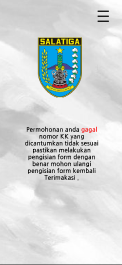 SALATIGA
Permohonan anda gagal
nomor KK yang
dicantumkan tidak sesuai
pastikan melakukan
pengisian form dengan
benar mohon ulangi
pengisian form kembali
Terimakasi .